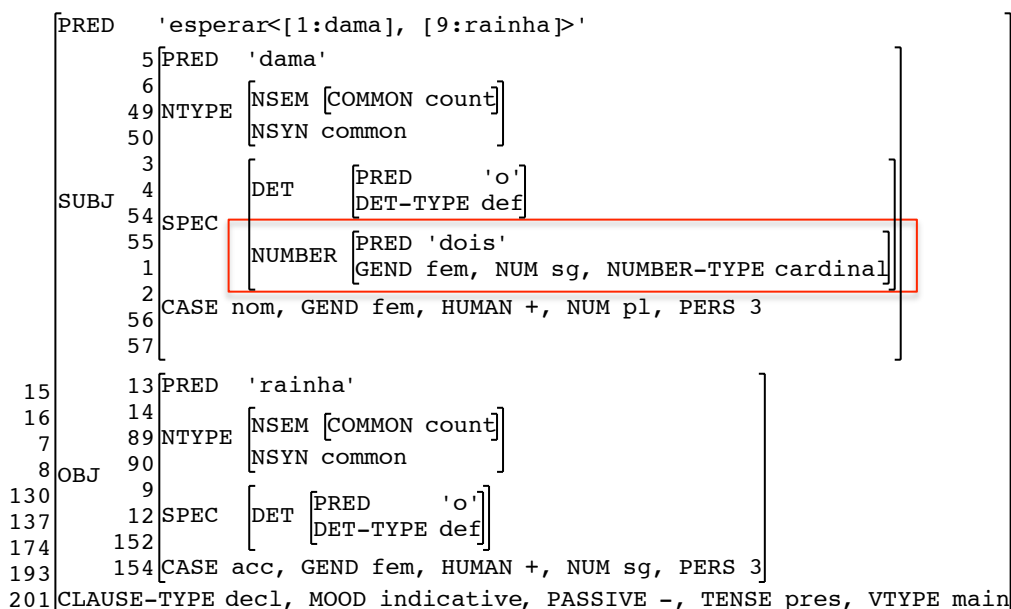 PRED 'esperar<[1:dama], [9:rainha]>'
5 PRED 'dama'
6
NSEM [COMMON count]
49 NTYPE
50 NSYN common
3
DET PRED 'o'
4
SUBJ DET-TYPE def
54 SPEC
55 NUMBER PRED 'dois'
1 GEND fem, NUM sg, NUMBER-TYPE cardinal
2
56 CASE nom, GEND fem, HUMAN +, NUM pl, PERS 3
57
15 13 PRED 'rainha'
16 14 NSEM [COMMON count]
7 89 NTYPE
8 OBJ 90 NSYN common
130 9 PRED 'o'
137 12 SPEC DET DET-TYPE def
174 152
193 154 CASE acc, GEND fem, HUMAN +, NUM sg, PERS 3
201 CLAUSE-TYPE decl, MOOD indicative, PASSIVE -, TENSE pres, VTYPE main